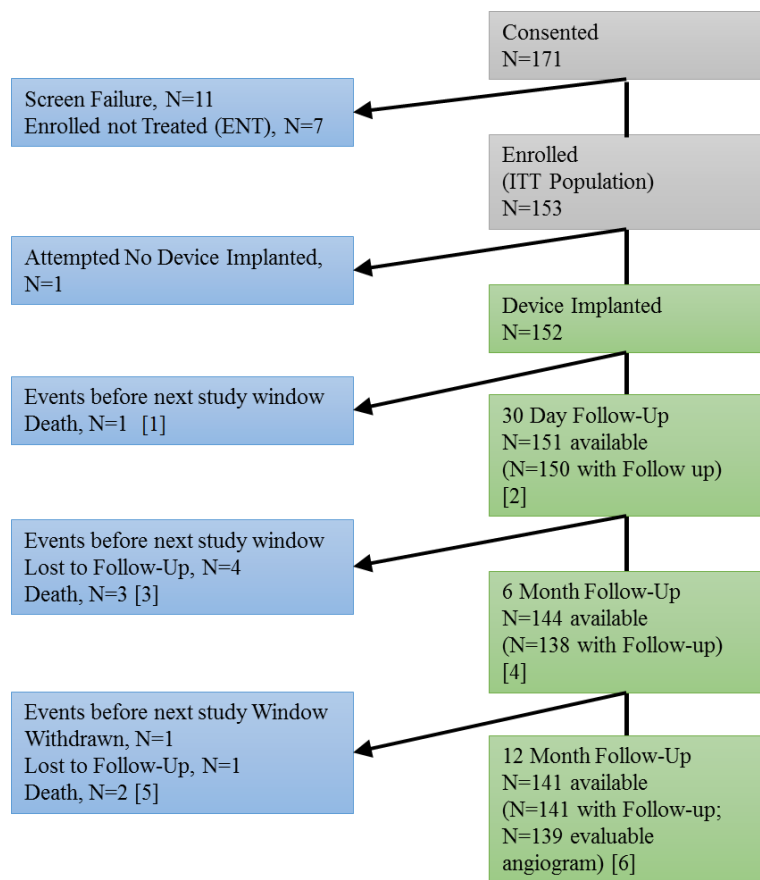 Consented
N=171
Screen Failure, N=11
Enrolled not Treated (ENT), N=7
Enrolled
(ITT Population)
N=153
Attempted No Device Implanted,
N=1
Device Implanted
N=152
Events before next study window
Death, N=1 [1]
30 Day Follow-Up
N=151 available
(N=150 with Follow up)
[2]
Events before next study window
Lost to Follow-Up, N=4
Death, N=3 [3]
6 Month Follow-Up
N=144 available
(N=138 with Follow-up)
[4]
Events before next study Window
Withdrawn, N=1
Lost to Follow-Up, N=1
Death, N=2 [5]
12 Month Follow-Up
N=141 available
(N=141 with Follow-up;
N=139 evaluable
angiogram) [6]